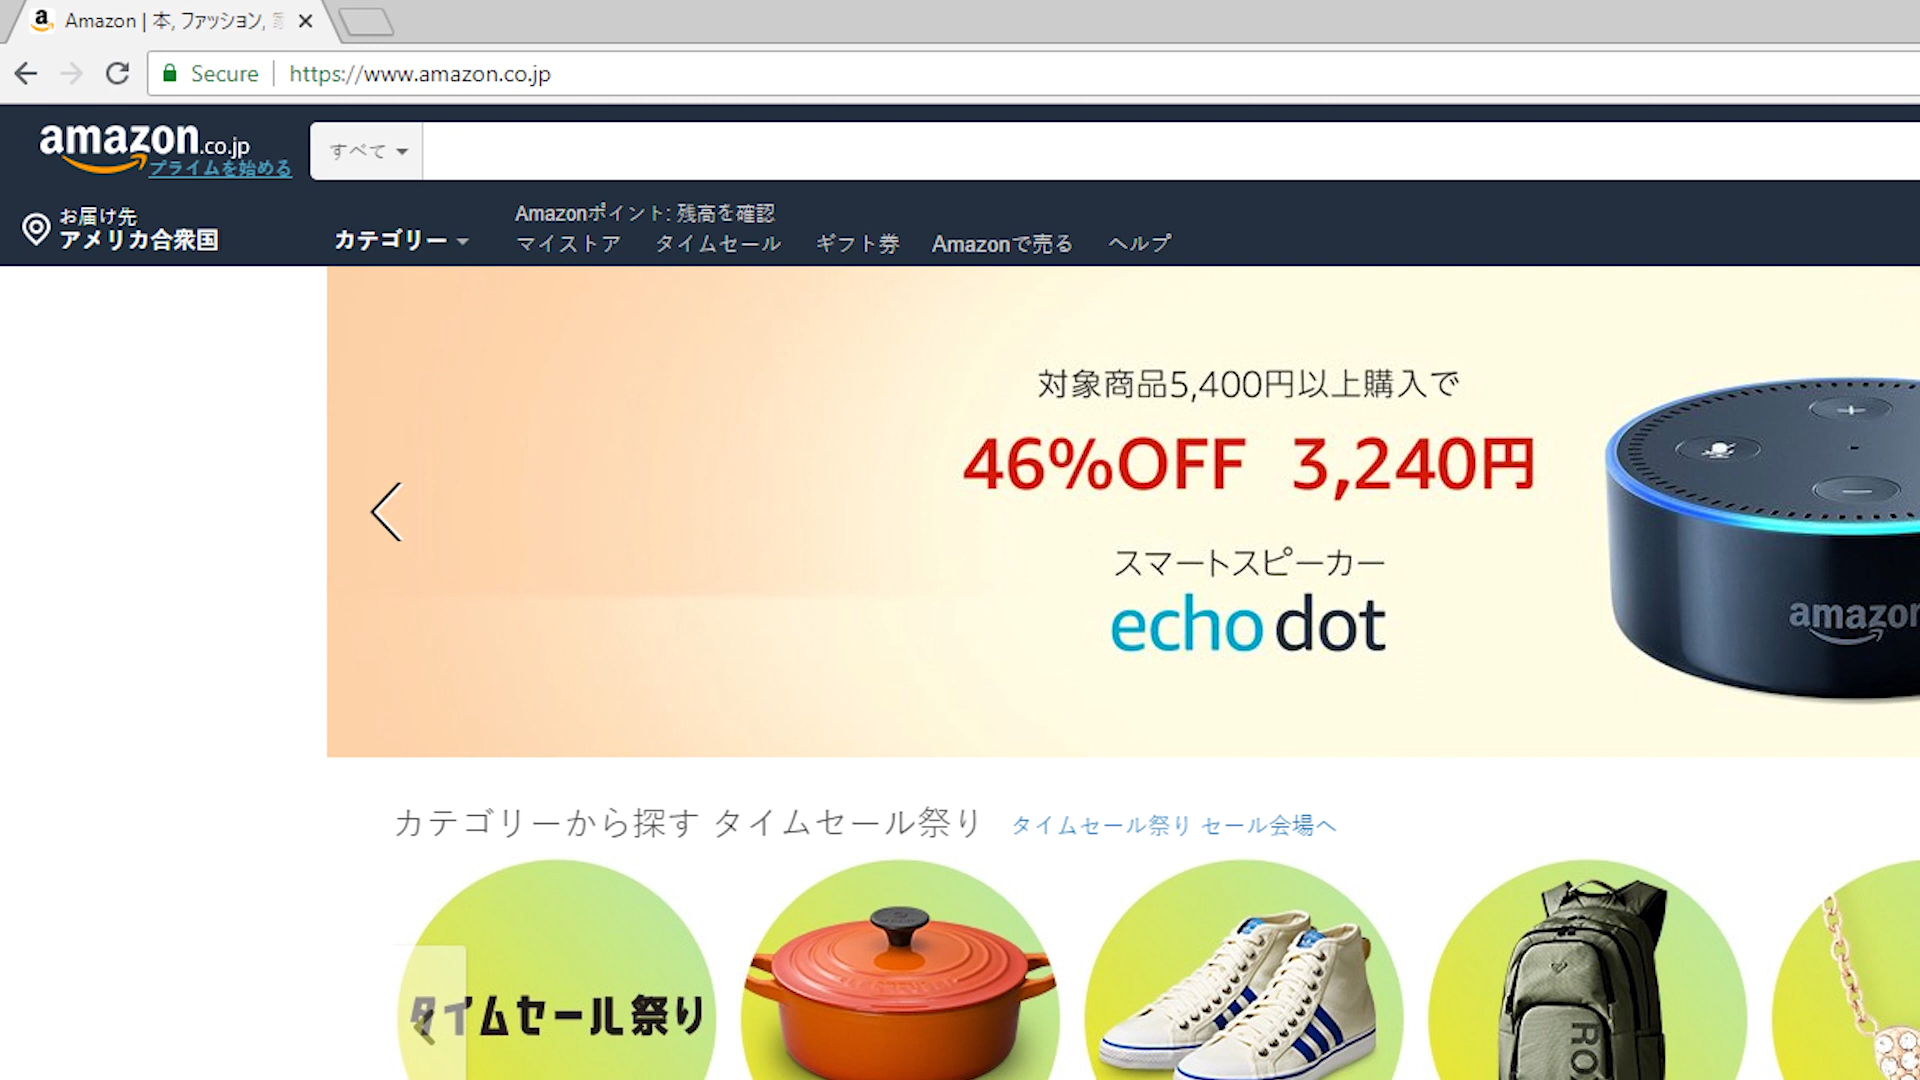 Amazon | 本, ファッション,
Secure
https://www.amazon.co.jp
amazon.co.jp
プライムを始める
すべて
お届け先
アメリカ合衆国
カテゴリー
Amazonポイント: 残高を確認
マイストア タイムセール ギフト券 Amazonで売る ヘルプ
対象商品5,400円以上購入で
46%OFF 3,240円
スマートスピーカー
echo dot
amazon
カテゴリーから探す タイムセール祭り タイムセール祭り セール会場へ
タイムセール祭り